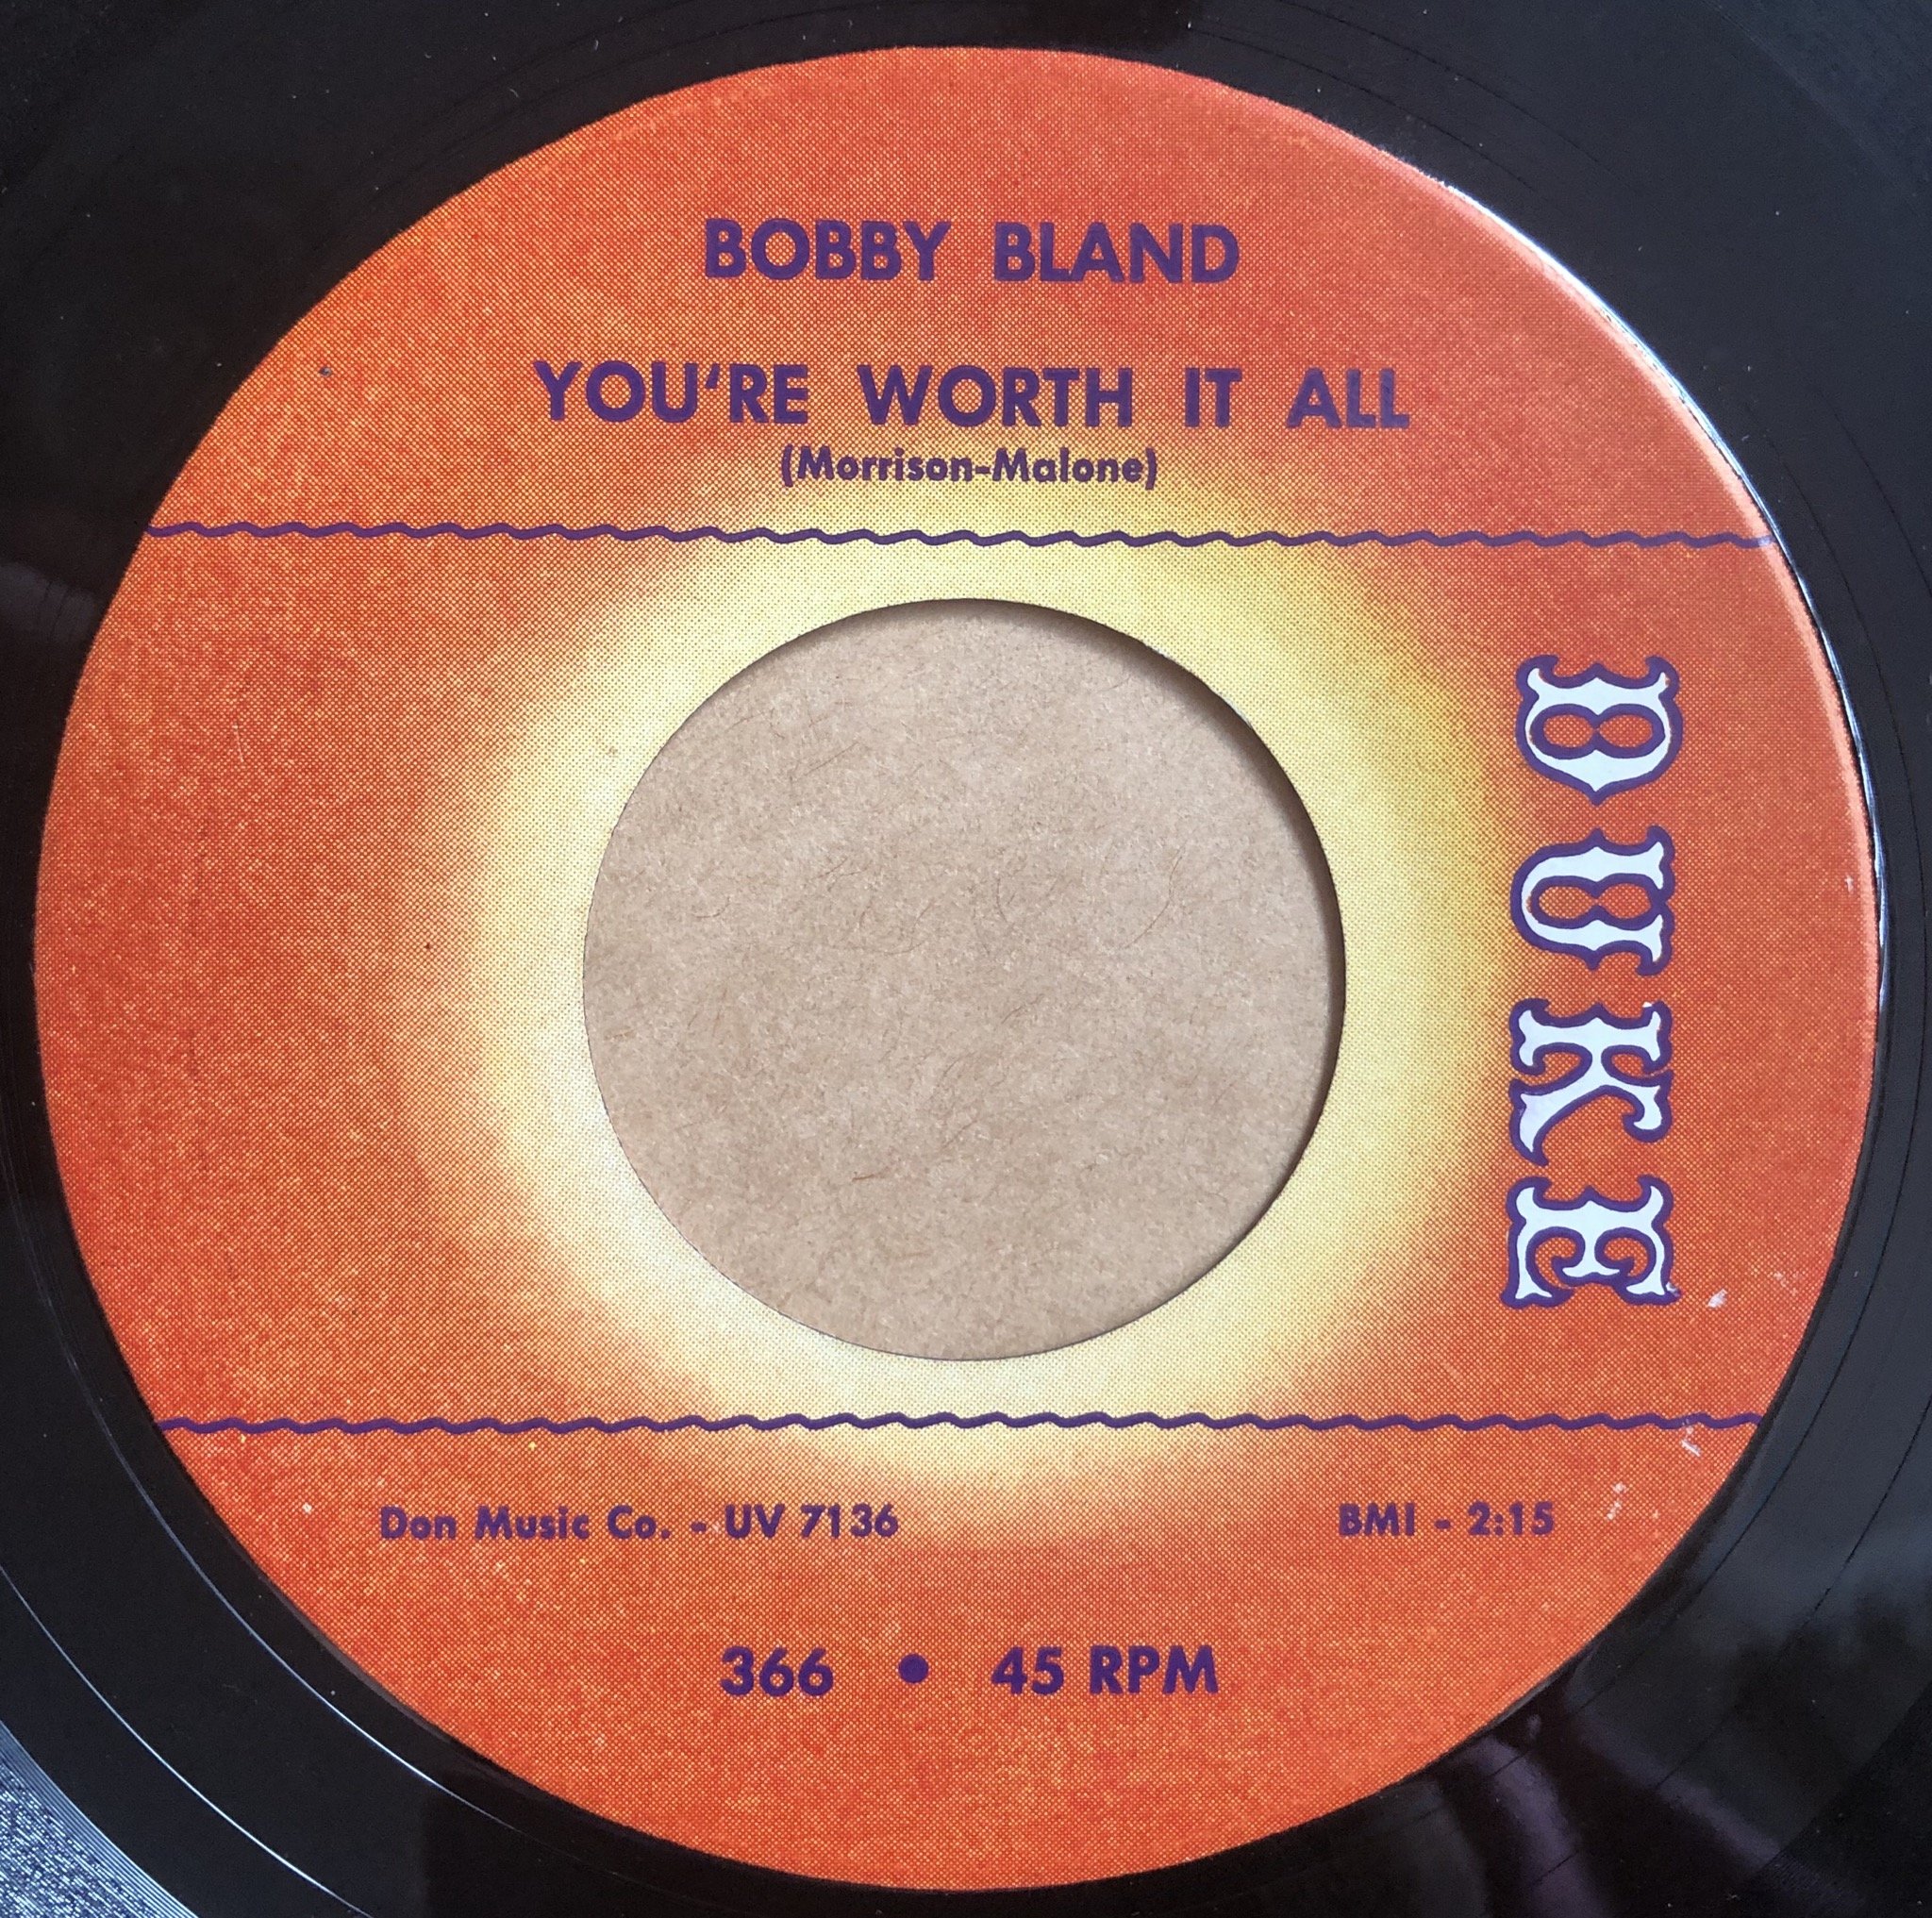 BOBBY BLAND
YOU'RE WORTH IT ALL
(Morrison-Malone)
DUKE
Don Music Co. - UV 7136
BMI - 2:15
366 • 45 RPM